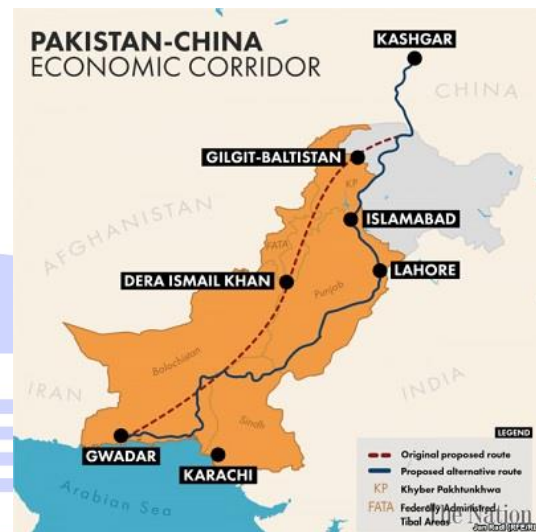 PAKISTAN-CHINA
ECONOMIC CORRIDOR
KASHGAR
CHINA
GILGIT-BALTISTAN
KP
ISLAMABAD
AFGHANISTAN
FATA
LAHORE
DERA ISMAIL KHAN
Punjab
Balochistan
IRAN
INDIA
Sindh
GWADAR
KARACHI
Arabian Sea
LEGEND
Original proposed route
Proposed alternative route
KP Khyber Pakhtunkhwa
FATA Federally Administred
Tibal Areas
The Nation